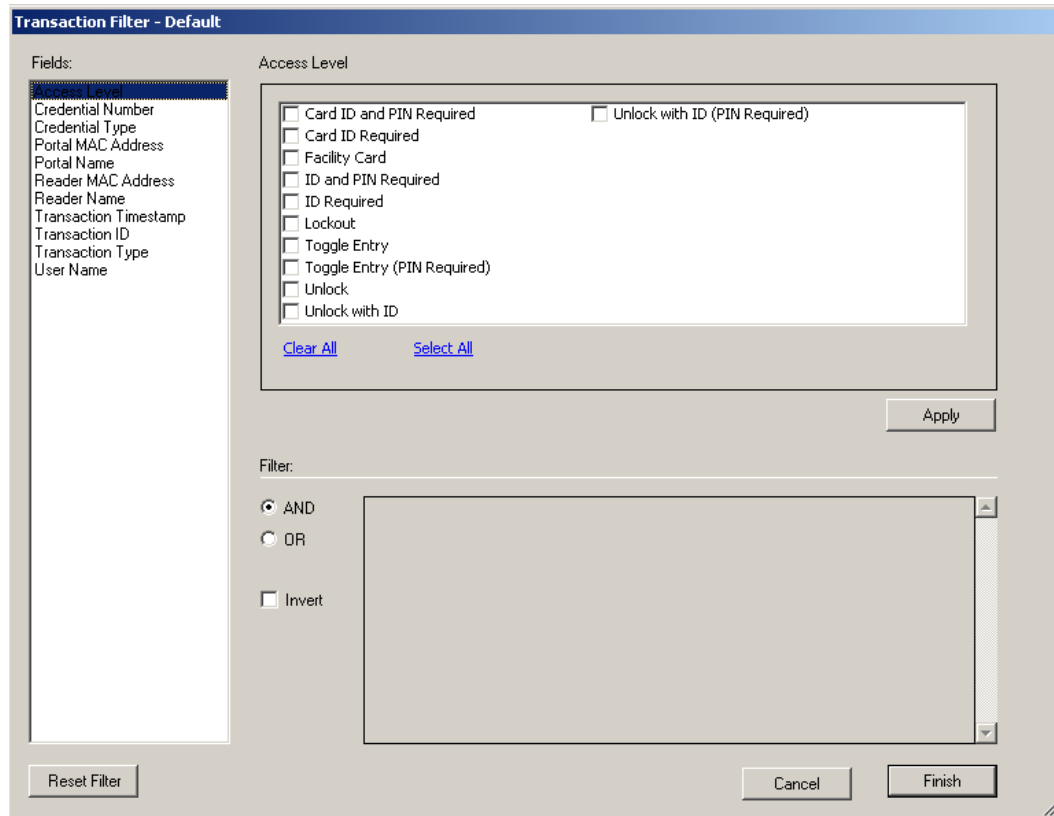 Transaction Filter - Default
Fields:
Access Level
Credential Number
Credential Type
Portal MAC Address
Portal Name
Reader MAC Address
Reader Name
Transaction Timestamp
Transaction ID
Transaction Type
User Name
Access Level
Card ID and PIN Required
Card ID Required
Facility Card
ID and PIN Required
ID Required
Lockout
Toggle Entry
Toggle Entry (PIN Required)
Unlock
Unlock with ID
Unlock with ID (PIN Required)
Clear All
Select All
Apply
Filter:
AND
OR
Invert
Reset Filter
Cancel
Finish